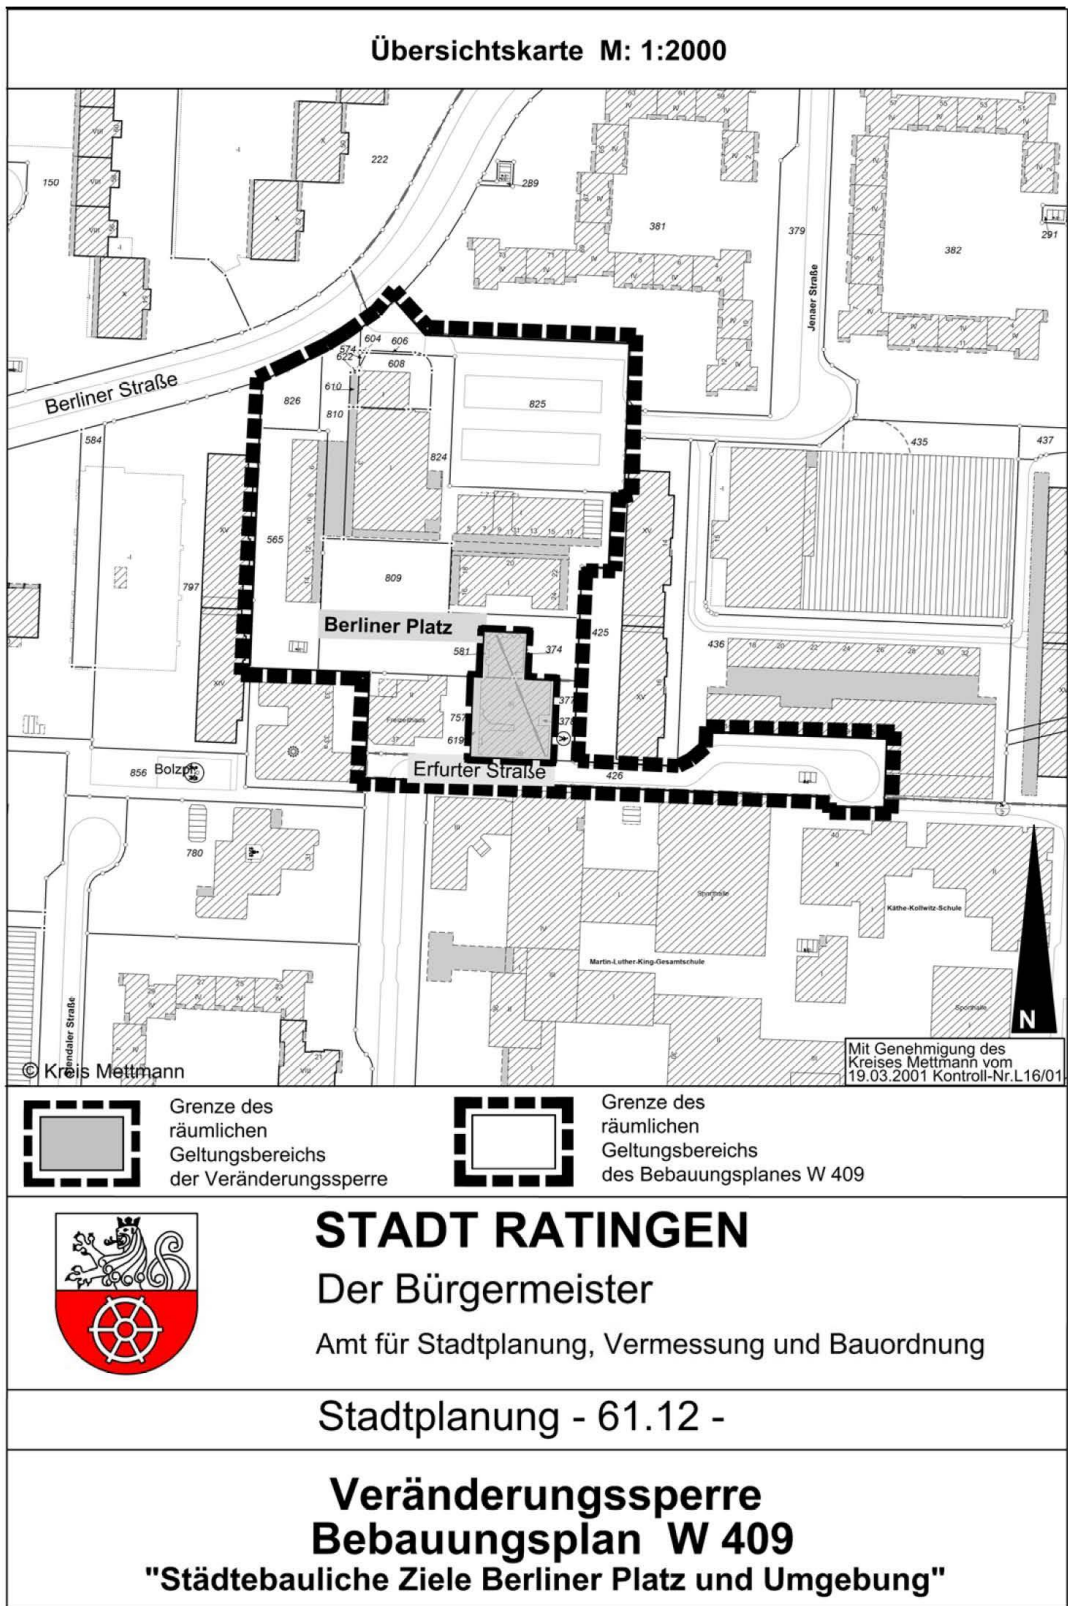 Übersichtskarte M: 1:2000
150
222
289
381
379
382
291
Jenaer Straße
Berliner Straße
604
606
574
622
608
610
826
810
825
824
584
435
437
565
809
797
Berliner Platz
581
374
425
436
757
619
377
378
Freizeithaus
37
Erfurter Straße
426
856
Bolzpl.
780
Sporthalle
Käthe-Kollwitz-Schule
Martin-Luther-King-Gesamtschule
Sporthalle
N
© Kreis Mettmann
Mit Genehmigung des
Kreises Mettmann vom
19.03.2001 Kontroll-Nr.L16/01
Grenze des
räumlichen
Geltungsbereichs
der Veränderungssperre
Grenze des
räumlichen
Geltungsbereichs
des Bebauungsplanes W 409
STADT RATINGEN
Der Bürgermeister
Amt für Stadtplanung, Vermessung und Bauordnung
Stadtplanung - 61.12 -
Veränderungssperre
Bebauungsplan W 409
"Städtebauliche Ziele Berliner Platz und Umgebung"